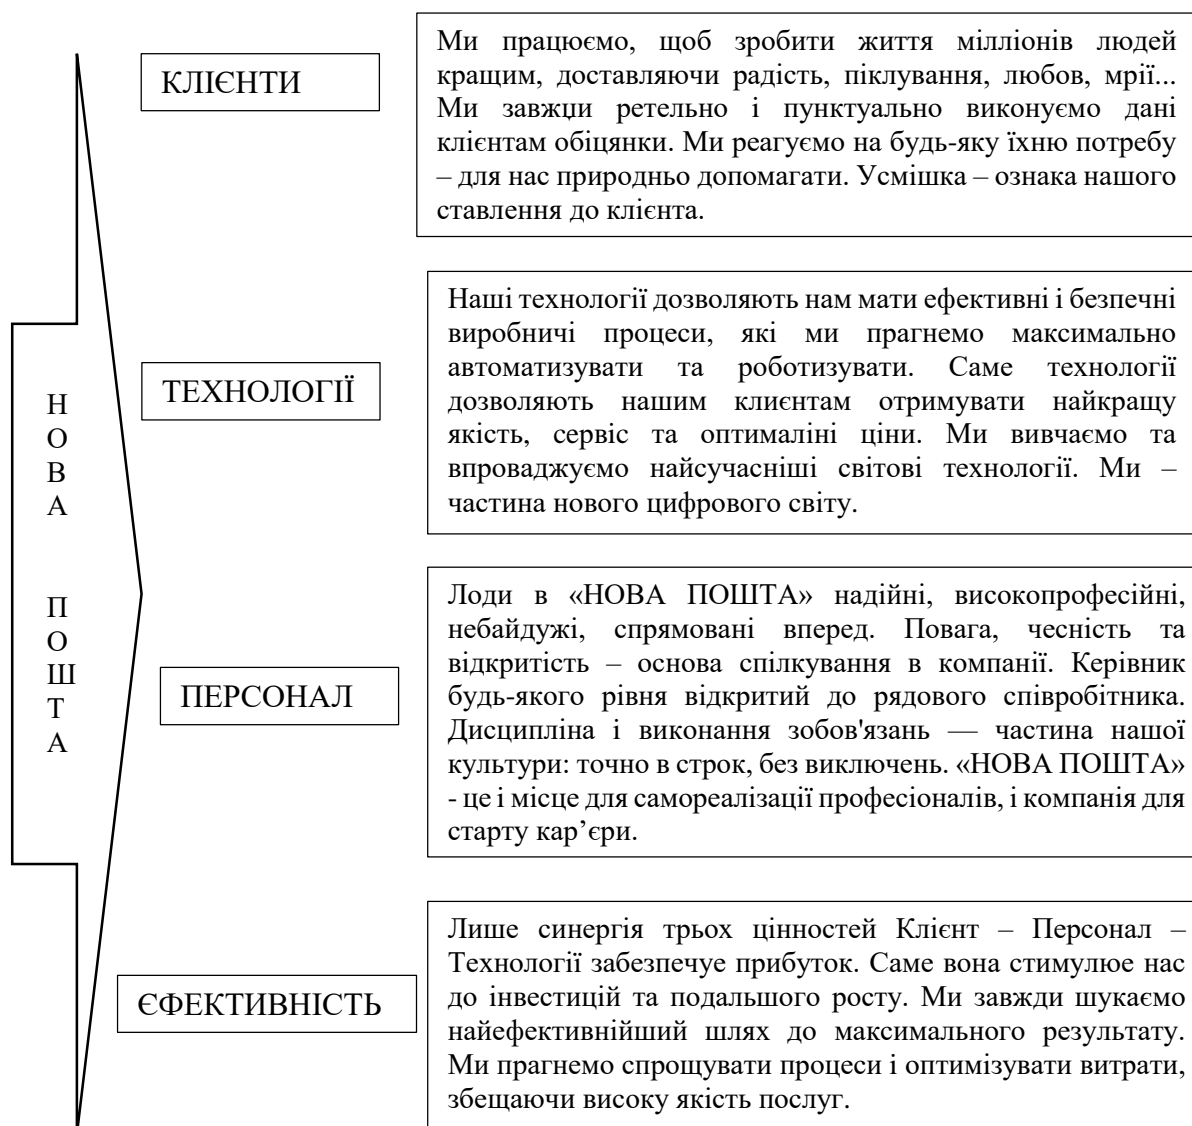 НОВА ПОШТА
КЛІЄНТИ
Ми працюємо, щоб зробити життя мілліонів людей
кращим, доставляючи радість, піклування, любов, мрії...
Ми завжџи ретельно і пунктуально виконуємо дані
клієнтам обіцянки. Ми реагуємо на будь-яку їхню потребу
– для нас природньо допомагати. Усмішка – ознака нашого
ставлення до клієнта.
ТЕХНОЛОГІЇ
Наші технології дозволяють нам мати ефективні і безпечні
виробничі процеси, які ми прагнемо максимально
автоматизувати та роботизувати. Саме технології
дозволяють нашим клиєнтам отримувати найкращу
якість, сервіс та оптималіні ціни. Ми вивчаємо та
впроваджуємо найсучасніші світові технології. Ми –
частина нового цифрового світу.
ПЕРСОНАЛ
Лоди в «НОВА ПОШТА» надійні, високопрофесійні,
небайдужі, спрямовані вперед. Повага, чесність та
відкритість – основа спілкування в компанії. Керівник
будь-якого рівня відкритий до рядового співробітника.
Дисципліна і виконання зобов'язань — частина нашої
культури: точно в строк, без виключень. «НОВА ПОШТА»
- це і місце для самореалізації професіоналів, і компанія для
старту кар’єри.
ЄФЕКТИВНІСТЬ
Лише синергія трьох цінностей Клієнт – Персонал –
Технології забезпечуе прибуток. Саме вона стимулює нас
до інвестицій та подальшого росту. Ми завжди шукаємо
найефективнійший шлях до максимального результату.
Ми прагнемо спрощувати процеси і оптимізувати витрати,
збещаючи високу якість послуг.